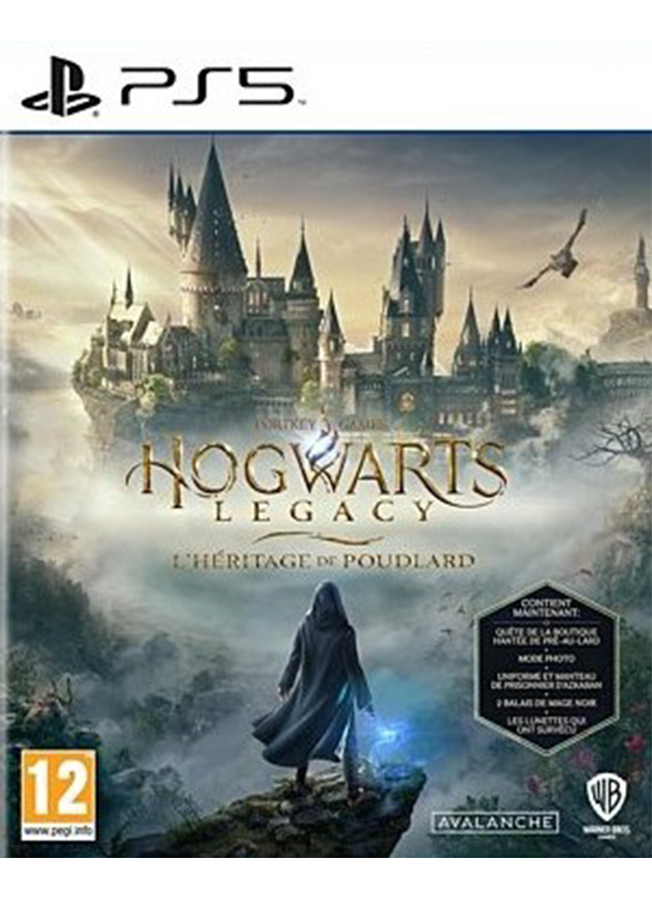 PS5
PORTKEY GAMES
HOGWARTS
LEGACY
L'HÉRITAGE DE POUDLARD
CONTIENT
MAINTENANT:
QUÊTE DE LA BOUTIQUE
HANTÉE DE PRÉ-AU-LARD
MODE PHOTO
UNIFORME ET MANTEAU
DE PRISONNIER D'AZKABAN
2 BALAIS DE MAGE NOIR
LES LUNETTES QUI
ONT SURVÉCU
12
www.pegi.info
AVALANCHE
WB
WARNER BROS.
GAMES